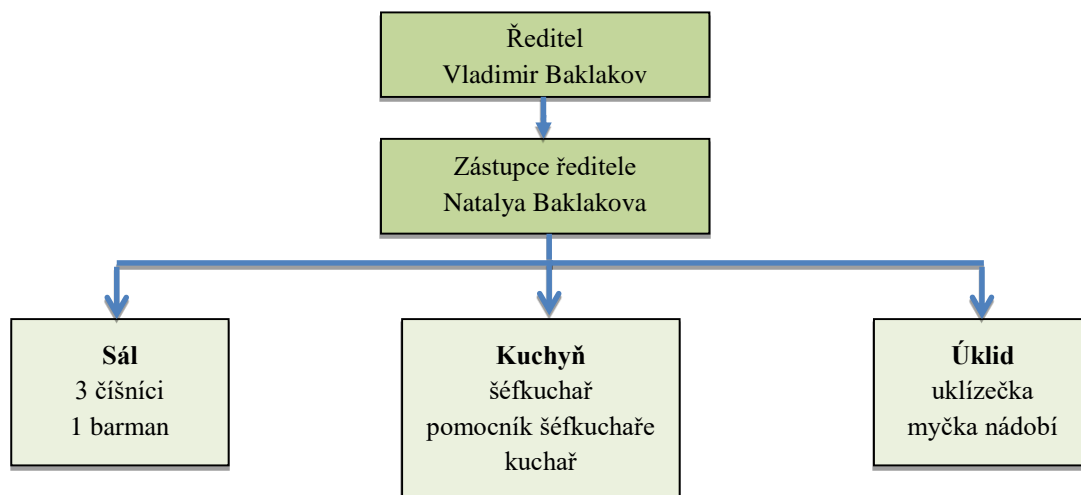 Ředitel
Vladimir Baklakov
Zástupce ředitele
Natalya Baklakova
Sál
3 číšníci
1 barman
Kuchyň
šéfkuchař
pomocník šéfkuchaře
kuchař
Úklid
uklízečka
myčka nádobí